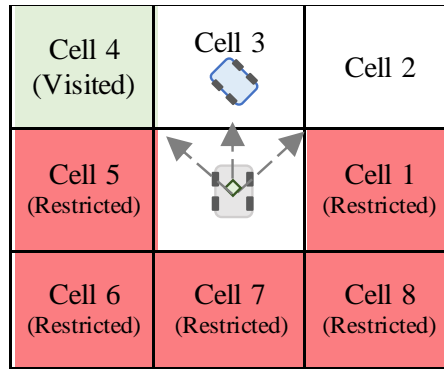 Cell 4
(Visited)
Cell 3
Cell 2
Cell 5
(Restricted)
Cell 1
(Restricted)
Cell 6
(Restricted)
Cell 7
(Restricted)
Cell 8
(Restricted)